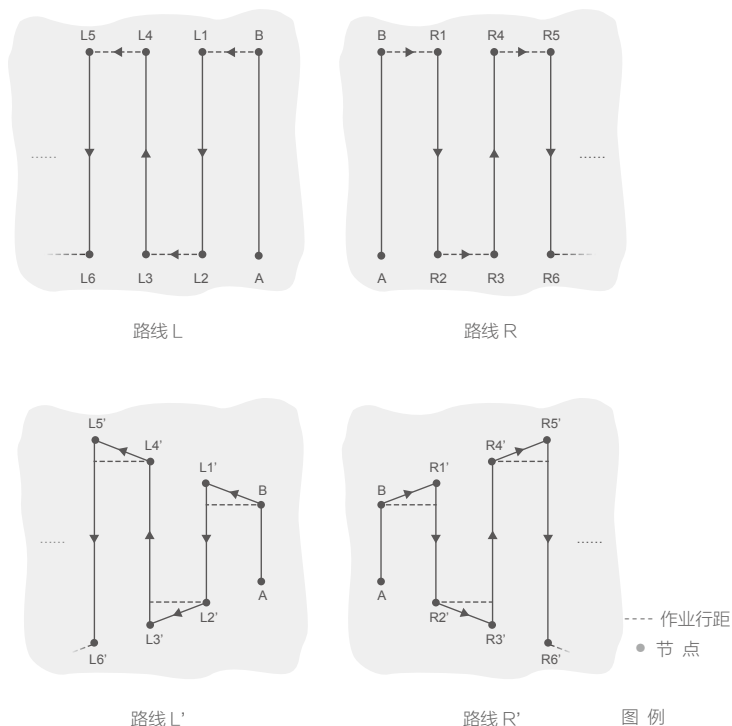 L5 L4 L1 B
L6 L3 L2 A
路线 L
B R1 R4 R5
A R2 R3 R6
路线 R
L5’
L4’
L1’
B
A
L2’
L3’
L6’
路线 L’
R5’
R4’
R1’
B
A
R2’
R3’
R6’
路线 R’
作业行距
节 点
图 例